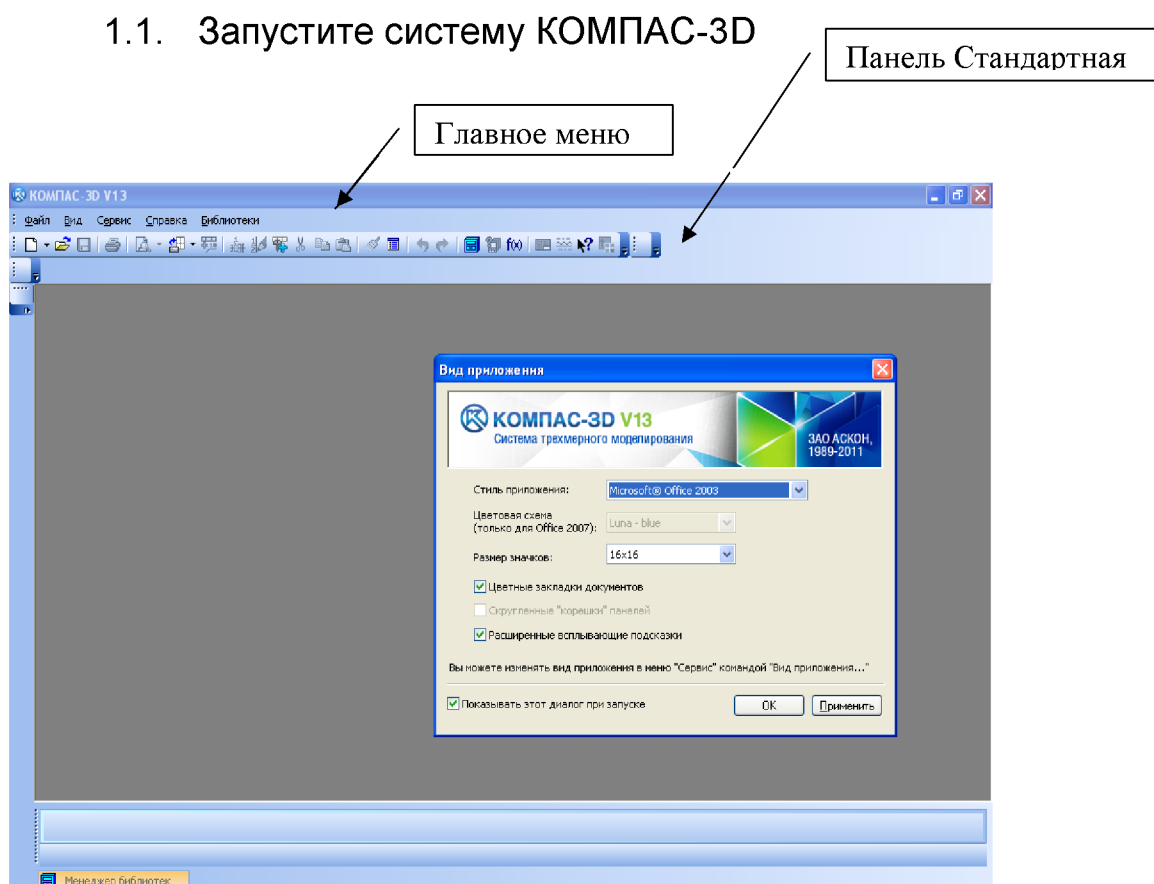 1.1. Запустите систему КОМПАС-3D
Панель Стандартная
Главное меню
КОМПАС-3D V13
Файл Вид Сервис Справка Библиотеки
f(x)
Вид приложения
КОМПАС-3D V13
Система трехмерного моделирования
ЗАО АСКОН,
1989-2011
Стиль приложения: Microsoft® Office 2003
Цветовая схема
(только для Office 2007): Luna - blue
Размер значков: 16x16
Цветные закладки документов
Скругленные "корешки" панелей
Расширенные всплывающие подсказки
Вы можете изменять вид приложения в меню "Сервис" командой "Вид приложения..."
Показывать этот диалог при запуске
OK Применить
Менеджер библиотек